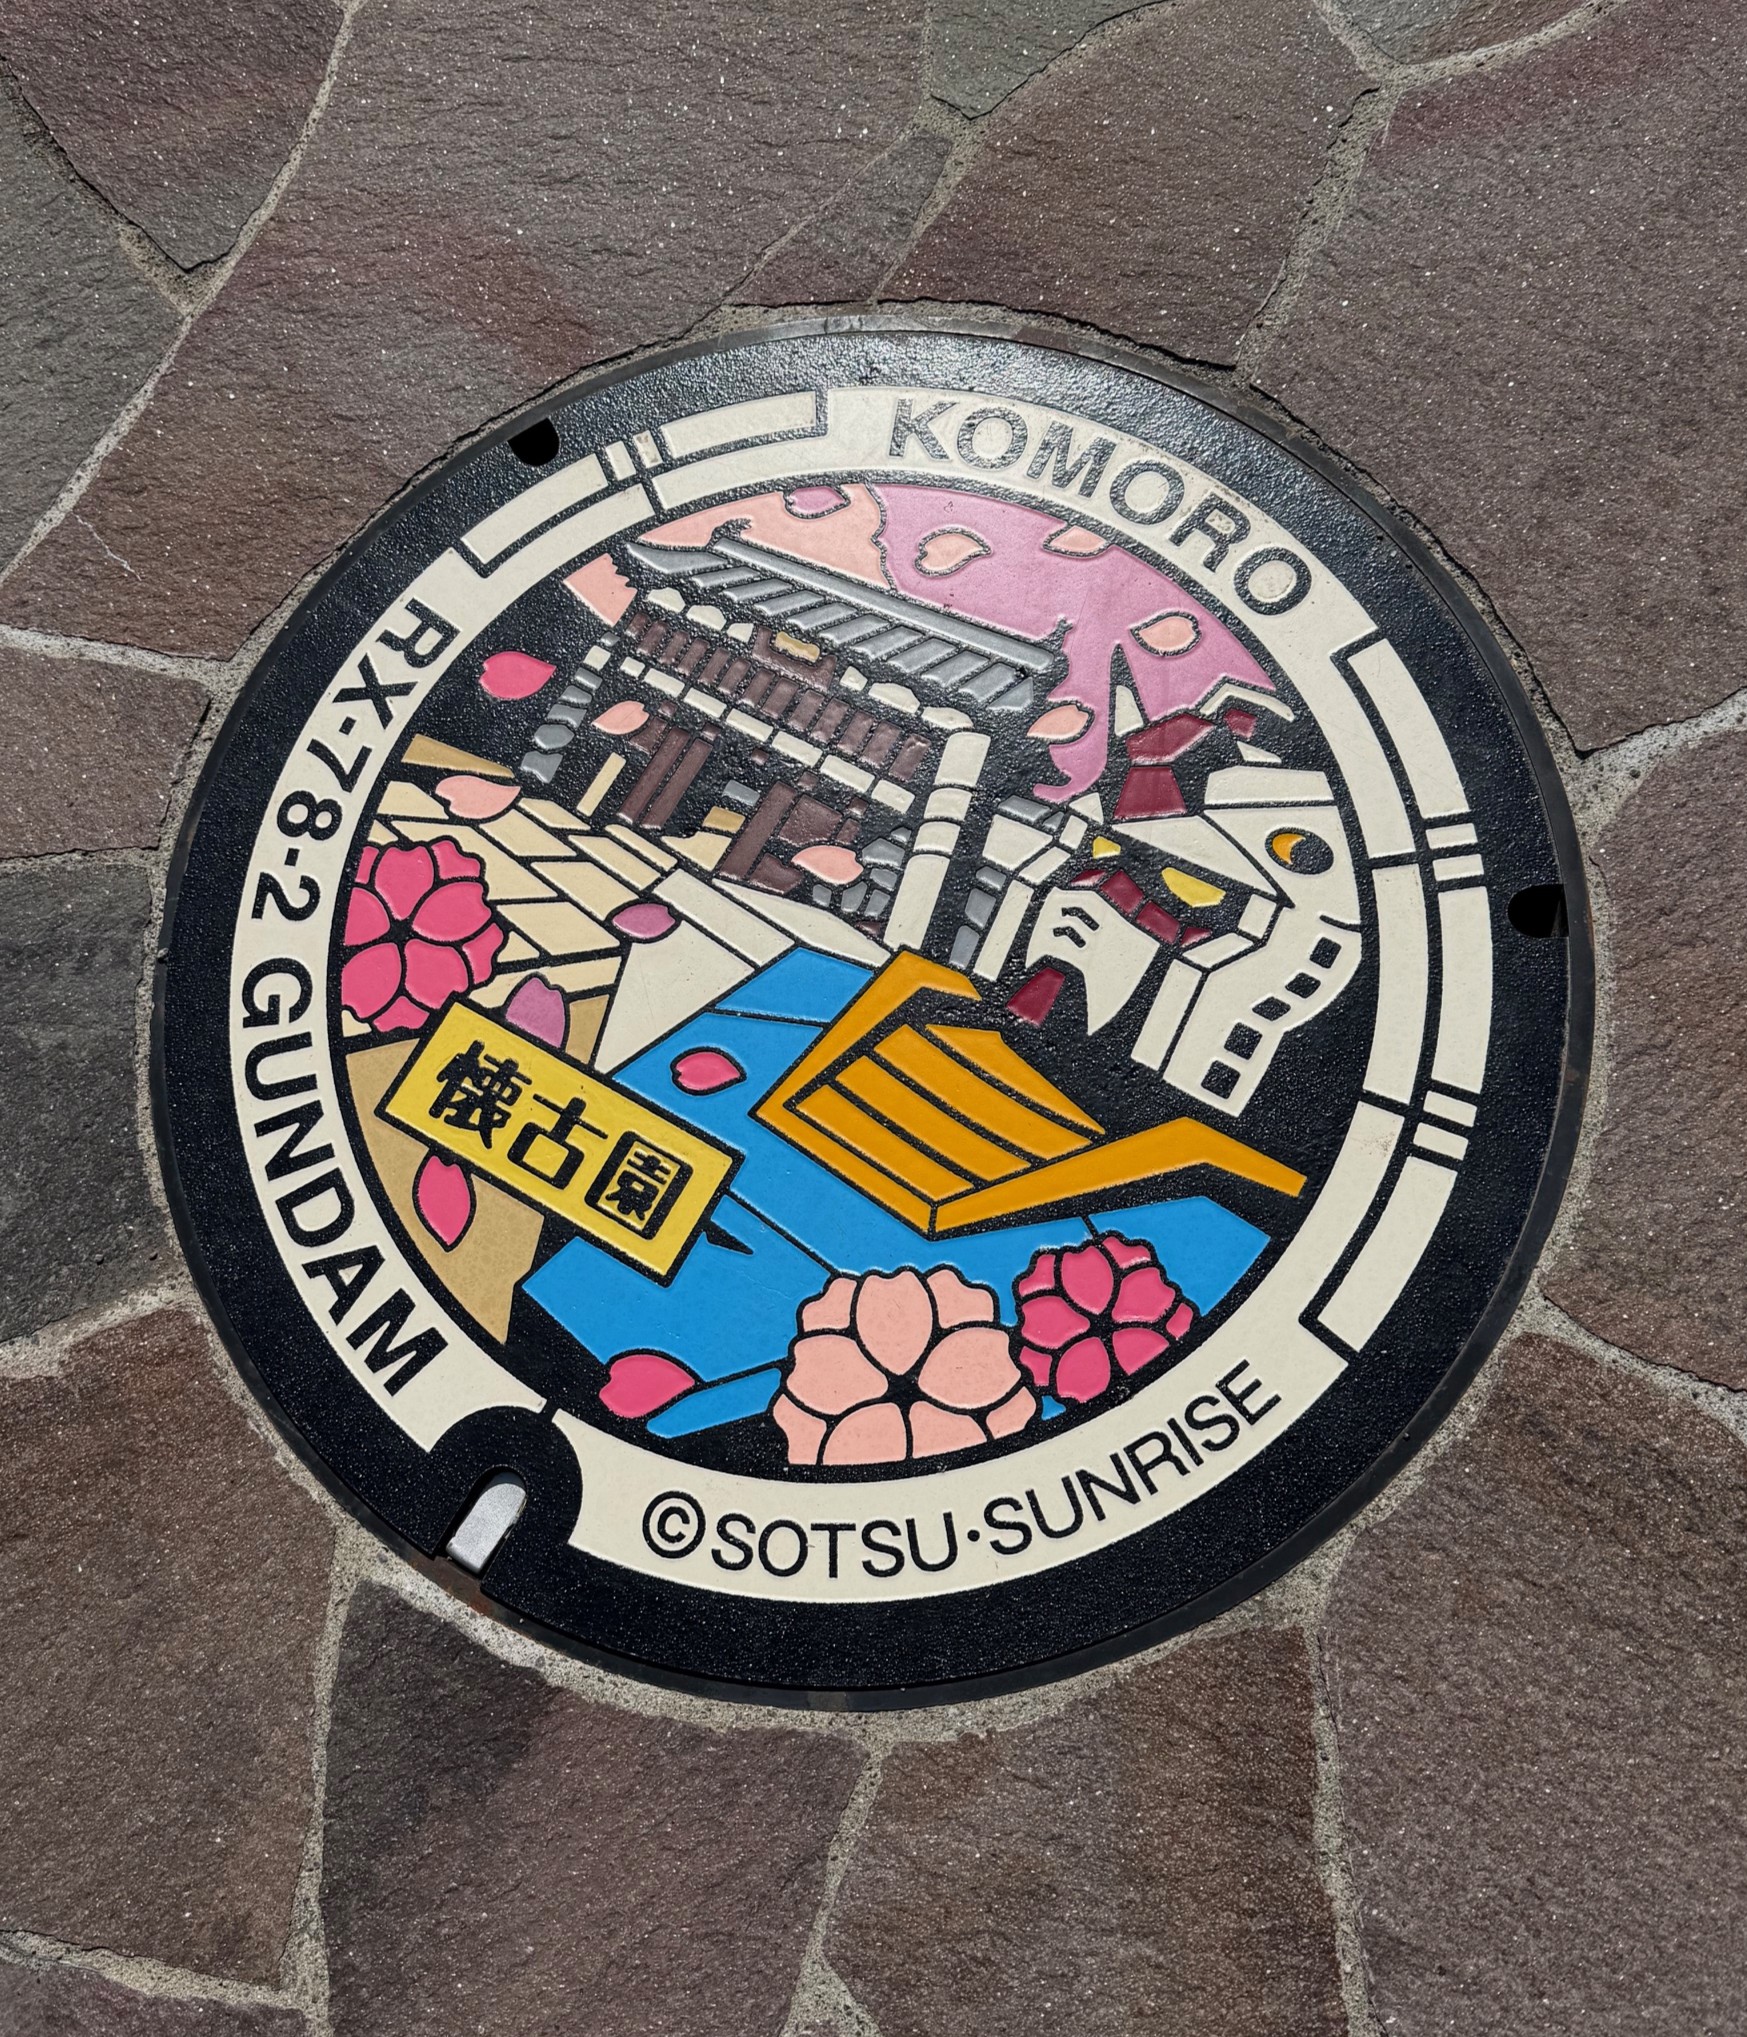 KOMORO
RX-78-2 GUNDAM
懐古園
©SOTSU・SUNRISE